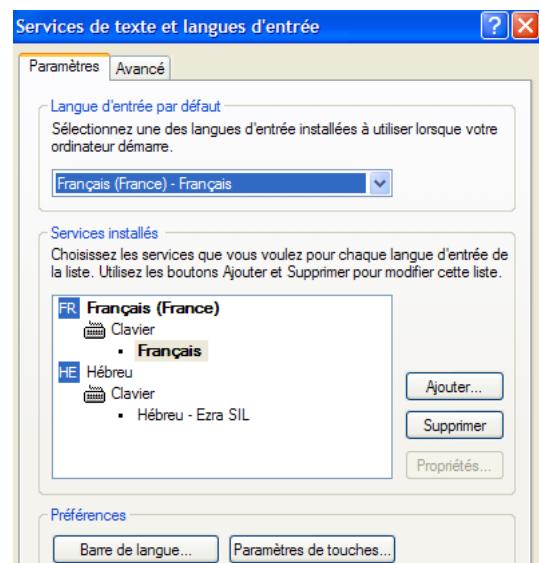 Services de texte et langues d'entrée
Paramètres
Avancé
Langue d'entrée par défaut
Sélectionnez une des langues d'entrée installées à utiliser lorsque votre
ordinateur démarre.
Français (France) - Français
Services installés
Choisissez les services que vous voulez pour chaque langue d'entrée de
la liste. Utilisez les boutons Ajouter et Supprimer pour modifier cette liste.
FR Français (France)
Clavier
• Français
HE Hébreu
Clavier
• Hébreu - Ezra SIL
Ajouter...
Supprimer
Propriétés...
Préférences
Barre de langue...
Paramètres de touches...